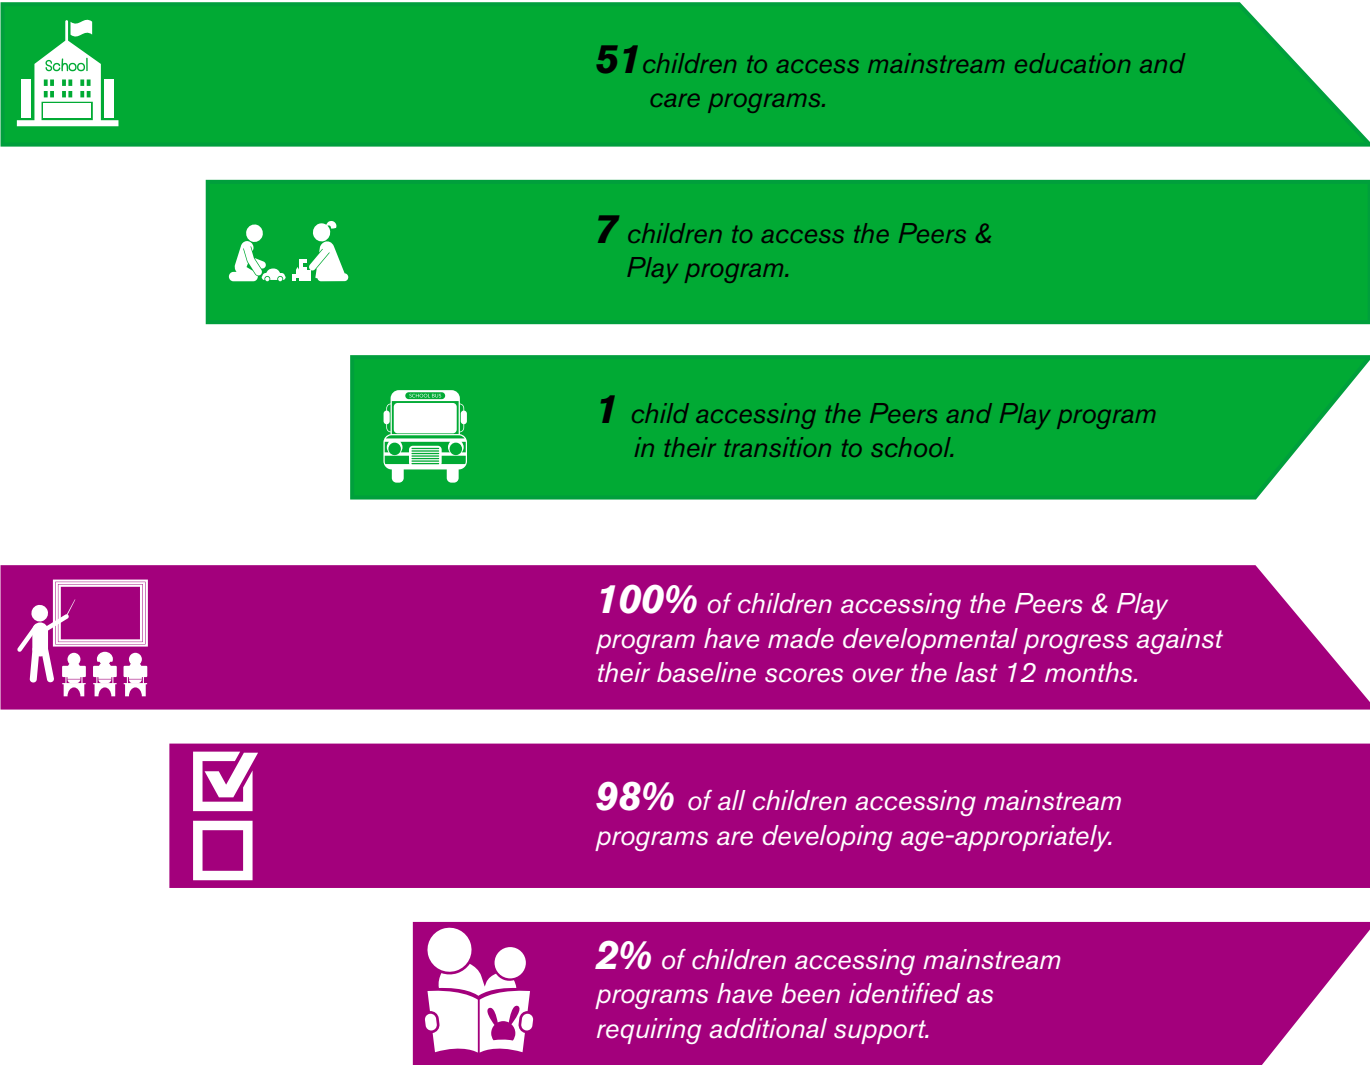 School
51 children to access mainstream education and
care programs.
7 children to access the Peers &
Play program.
SCHOOL BUS
1 child accessing the Peers and Play program
in their transition to school.
100% of children accessing the Peers & Play
program have made developmental progress against
their baseline scores over the last 12 months.
98% of all children accessing mainstream
programs are developing age-appropriately.
2% of children accessing mainstream
programs have been identified as
requiring additional support.